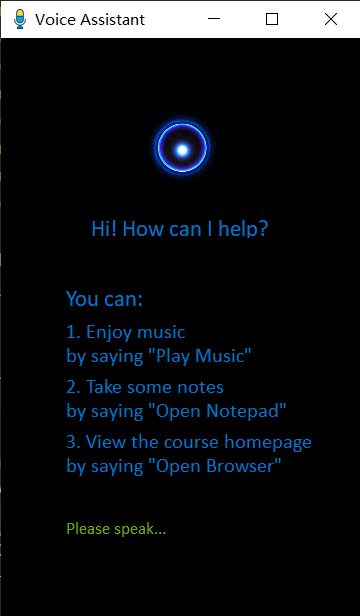 Voice Assistant
Hi! How can I help?
You can:
1. Enjoy music
by saying "Play Music"
2. Take some notes
by saying "Open Notepad"
3. View the course homepage
by saying "Open Browser"
Please speak...